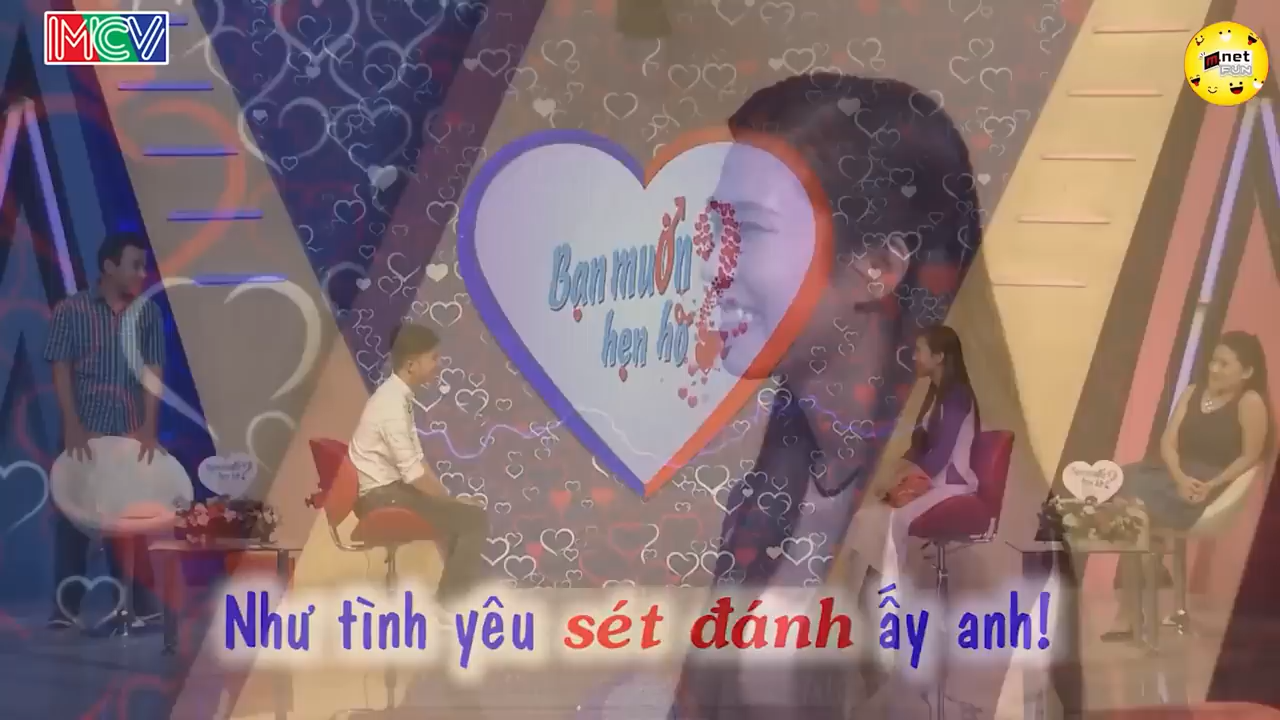 MCV
m.net
FUN
Bạn muốn
hẹn hò
Như tình yêu sét đánh ấy anh!